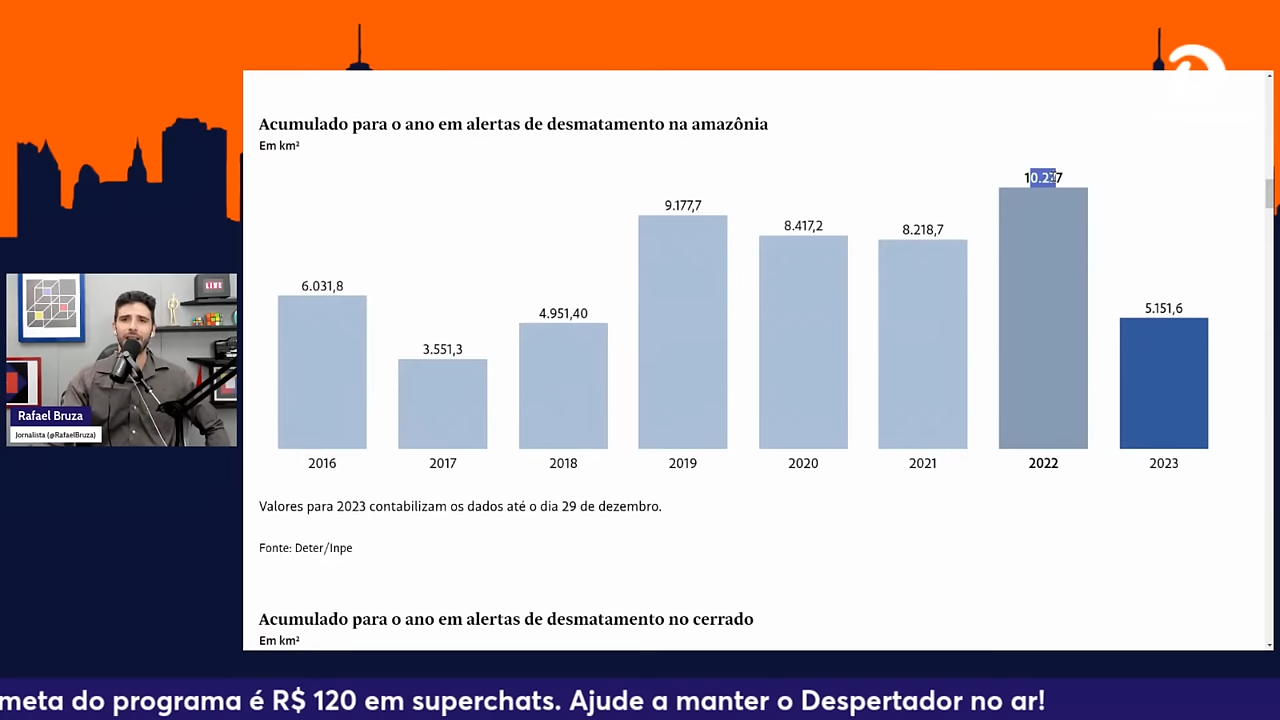 Acumulado para o ano em alertas de desmatamento na amazônia
Em km²
10.277
9.177,7
8.417,2
8.218,7
6.031,8
5.151,6
4.951,40
3.551,3
2016 2017 2018 2019 2020 2021 2022 2023
Valores para 2023 contabilizam os dados até o dia 29 de dezembro.
Fonte: Deter/Inpe
Acumulado para o ano em alertas de desmatamento no cerrado
Em km²
LIVE
Rafael Bruza
Jornalista (@RafaelBruza)
meta do programa é R$ 120 em superchats. Ajude a manter o Despertador no ar!